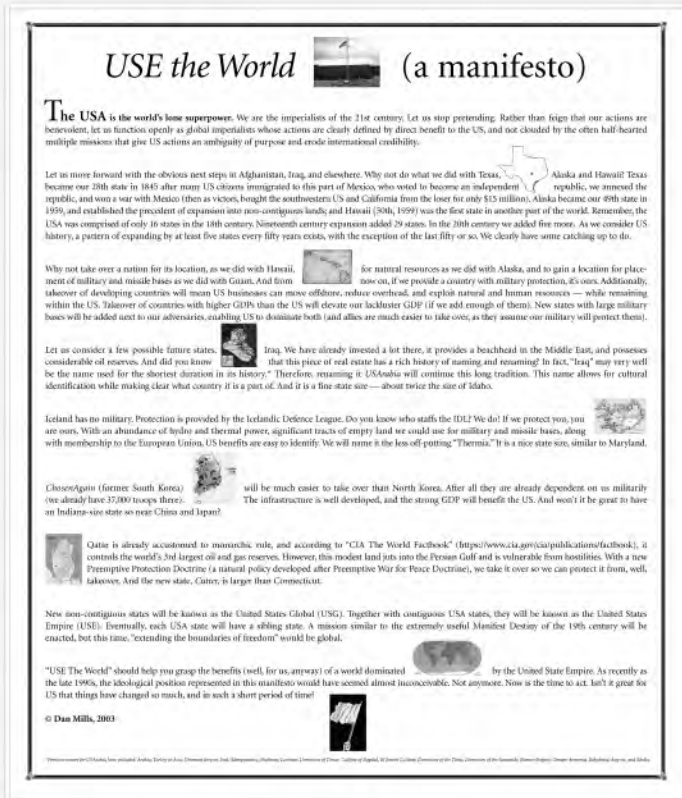 USE the World (a manifesto)
The USA is the world's lone superpower. We are the imperialists of the 21st century. Let us stop pretending. Rather than feign that our actions are
benevolent, let us function openly as global imperialists whose actions are clearly defined by direct benefit to the US, and not clouded by the often half-hearted
multiple missions that give US actions an ambiguity of purpose and erode international credibility.
Let us move forward with the obvious next steps in Afghanistan, Iraq, and elsewhere. Why not do what we did with Texas, Alaska and Hawaii? Texas
became our 28th state in 1845 after many US citizens immigrated to this part of Mexico, who voted to become an independent republic, we annexed the
republic, and won a war with Mexico (then as victors, bought the southwestern US and California from the loser for only $15 million). Alaska became our 49th state in
1959, and established the precedent of expansion into non-contiguous lands; and Hawaii (50th, 1959) was the first state in another part of the world. Remember, the
USA was comprised of only 16 states in the 18th century. Nineteenth century expansion added 29 states. In the 20th century we added five more. As we consider US
history, a pattern of expanding by at least five states every fifty years exists, with the exception of the last fifty or so. We clearly have some catching up to do.
Why not take over a nation for its location, as we did with Hawaii, for natural resources as we did with Alaska, and to gain a location for place-
ment of military and missile bases as we did with Guam. And from now on, if we provide a country with military protection, it's ours. Additionally,
takeover of developing countries will mean US businesses can move offshore, reduce overhead, and exploit natural and human resources — while remaining
within the US. Takeover of countries with higher GDPs than the US will elevate our lackluster GDP (if we add enough of them). New states with large military
bases will be added next to our adversaries, enabling US to dominate both (and allies are much easier to take over, as they assume our military will protect them).
Let us consider a few possible future states. Iraq. We have already invested a lot there, it provides a beachhead in the Middle East, and possesses
considerable oil reserves. And did you know that this piece of real estate has a rich history of naming and renaming? In fact, "Iraq" may very well
be the name used for the shortest duration in its history.* Therefore, renaming it USArabia will continue this long tradition. This name allows for cultural
identification while making clear what country it is a part of. And it is a fine state size — about twice the size of Idaho.
Iceland has no military. Protection is provided by the Icelandic Defence League. Do you know who staffs the IDL? We do! If we protect you, you
are ours. With an abundance of hydro and thermal power, significant tracts of empty land we could use for military and missile bases, along
with membership to the European Union, US benefits are easy to identify. We will name it the less off-putting "Thermia." It is a nice state size, similar to Maryland.
ChosenAgain (former South Korea) will be much easier to take over than North Korea. After all they are already dependent on us militarily
(we already have 37,000 troops there). The infrastructure is well developed, and the strong GDP will benefit the US. And won't it be great to have
an Indiana-size state so near China and Japan?
Qatar is already accustomed to monarchic rule, and according to "CIA The World Factbook" (https://www.cia.gov/cia/publications/factbook), it
controls the world's 3rd largest oil and gas reserves. However, this modest land juts into the Persian Gulf and is vulnerable from hostilities. With a new
Preemptive Protection Doctrine (a natural policy developed after Preemptive War for Peace Doctrine), we take it over so we can protect it from, well,
takeover. And the new state, Cutter, is larger than Connecticut.
New non-contiguous states will be known as the United States Global (USG). Together with contiguous USA states, they will be known as the United States
Empire (USE). Eventually, each USA state will have a sibling state. A mission similar to the extremely useful Manifest Destiny of the 19th century will be
enacted, but this time, "extending the boundaries of freedom" would be global.
"USE The World" should help you grasp the benefits (well, for us, anyway) of a world dominated by the United State Empire. As recently as
the late 1990s, the ideological position represented in this manifesto would have seemed almost inconceivable. Not anymore. Now is the time to act. Isn't it great for
US that things have changed so much, and in such a short period of time!
© Dan Mills, 2003